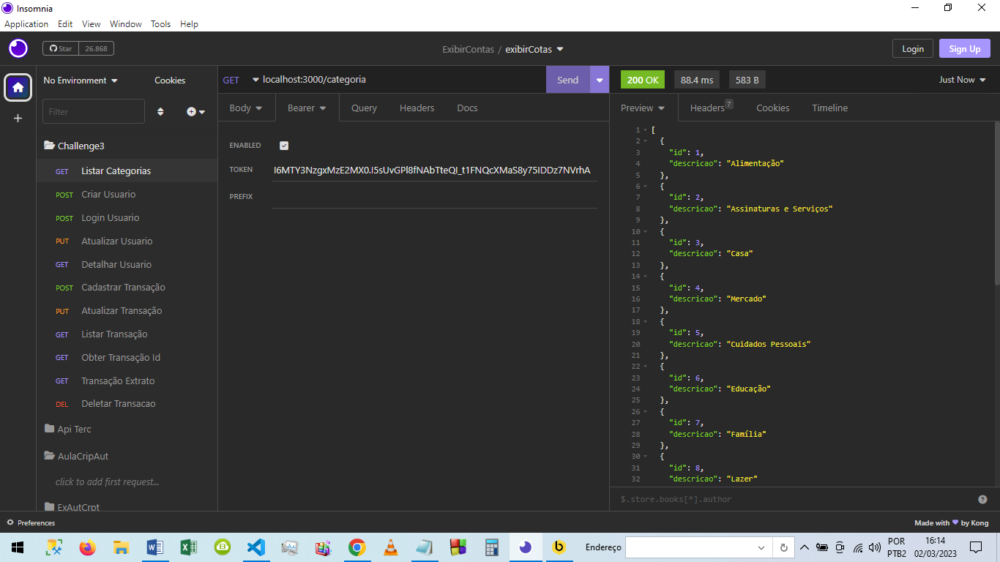 Insomnia
Application Edit View Window Tools Help
Star 26.868
ExibirContas / exibirCotas
Login Sign Up
No Environment Cookies
Filter
Challenge3
GET Listar Categorias
POST Criar Usuario
POST Login Usuario
PUT Atualizar Usuario
GET Detalhar Usuario
POST Cadastrar Transação
PUT Atualizar Transação
GET Listar Transação
GET Obter Transação Id
GET Transação Extrato
DEL Deletar Transacao
Api Terc
AulaCripAut
click to add first request...
ExAutCrpt
GET localhost:3000/categoria Send
Body Bearer Query Headers Docs
ENABLED
TOKEN I6MTY3NzgxMzE2MX0.I5sUvGPl8fNAbTteQI_t1FNQcXMaS8y75IDDz7NVrhA
PREFIX
200 OK 88.4 ms 583 B Just Now
Preview Headers 7 Cookies Timeline
1 [
2 {
3 "id": 1,
4 "descricao": "Alimentação"
5 },
6 {
7 "id": 2,
8 "descricao": "Assinaturas e Serviços"
9 },
10 {
11 "id": 3,
12 "descricao": "Casa"
13 },
14 {
15 "id": 4,
16 "descricao": "Mercado"
17 },
18 {
19 "id": 5,
20 "descricao": "Cuidados Pessoais"
21 },
22 {
23 "id": 6,
24 "descricao": "Educação"
25 },
26 {
27 "id": 7,
28 "descricao": "Família"
29 },
30 {
31 "id": 8,
32 "descricao": "Lazer"
$.store.books[*].author
Preferences
Made with by Kong
Endereço
POR
PTB2
16:14
02/03/2023